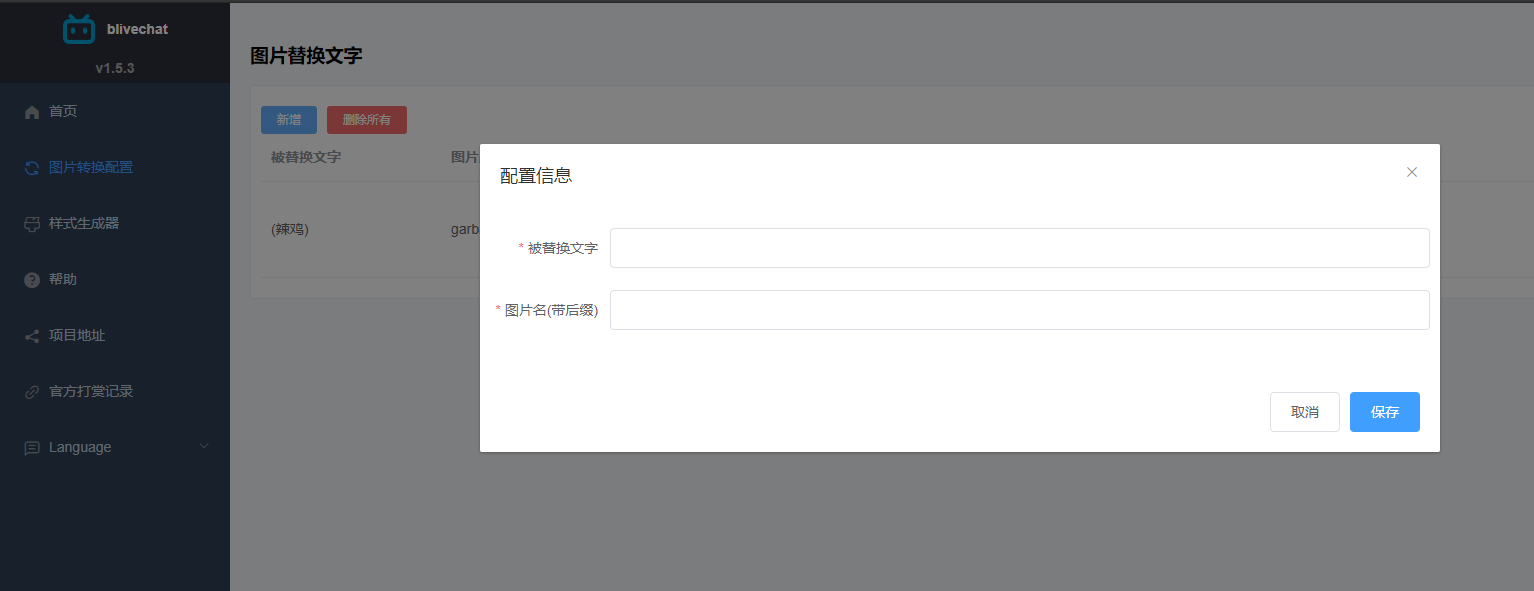 blivechat
v1.5.3
首页
图片转换配置
样式生成器
帮助
项目地址
官方打赏记录
Language
图片替换文字
新增
删除所有
被替换文字
图片
(辣鸡)
garb
配置信息
* 被替换文字
* 图片名(带后缀)
取消
保存